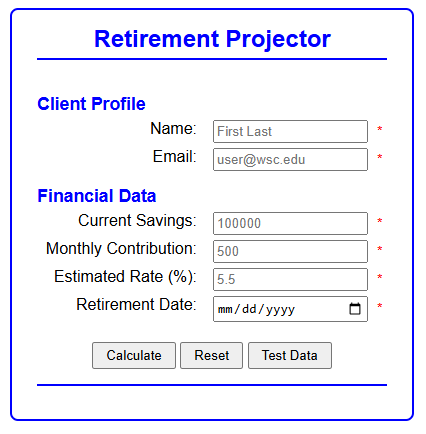 Retirement Projector
Client Profile
Name: First Last *
Email: user@wsc.edu *
Financial Data
Current Savings: 100000 *
Monthly Contribution: 500 *
Estimated Rate (%): 5.5 *
Retirement Date: mm/dd/yyyy *
Calculate Reset Test Data